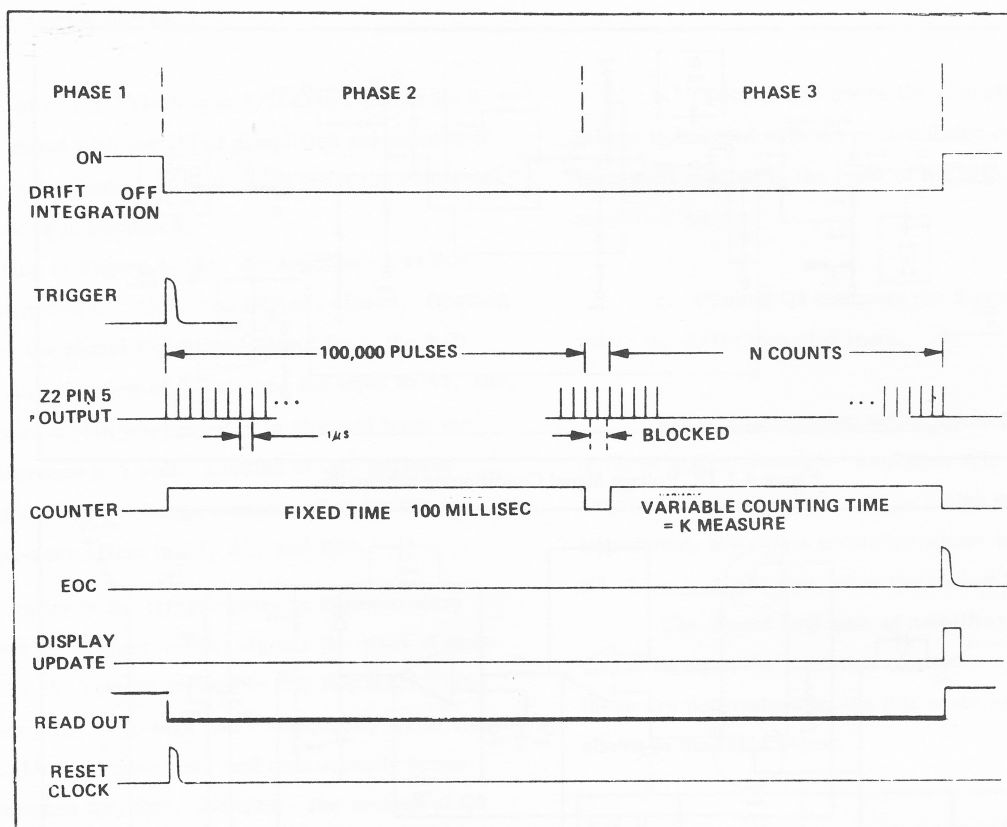 PHASE 1 PHASE 2 PHASE 3
ON
DRIFT OFF
INTEGRATION
TRIGGER
100,000 PULSES N COUNTS
Z2 PIN 5
OUTPUT
1μs BLOCKED
COUNTER
FIXED TIME 100 MILLISEC
VARIABLE COUNTING TIME
= K MEASURE
EOC
DISPLAY
UPDATE
READ OUT
RESET
CLOCK